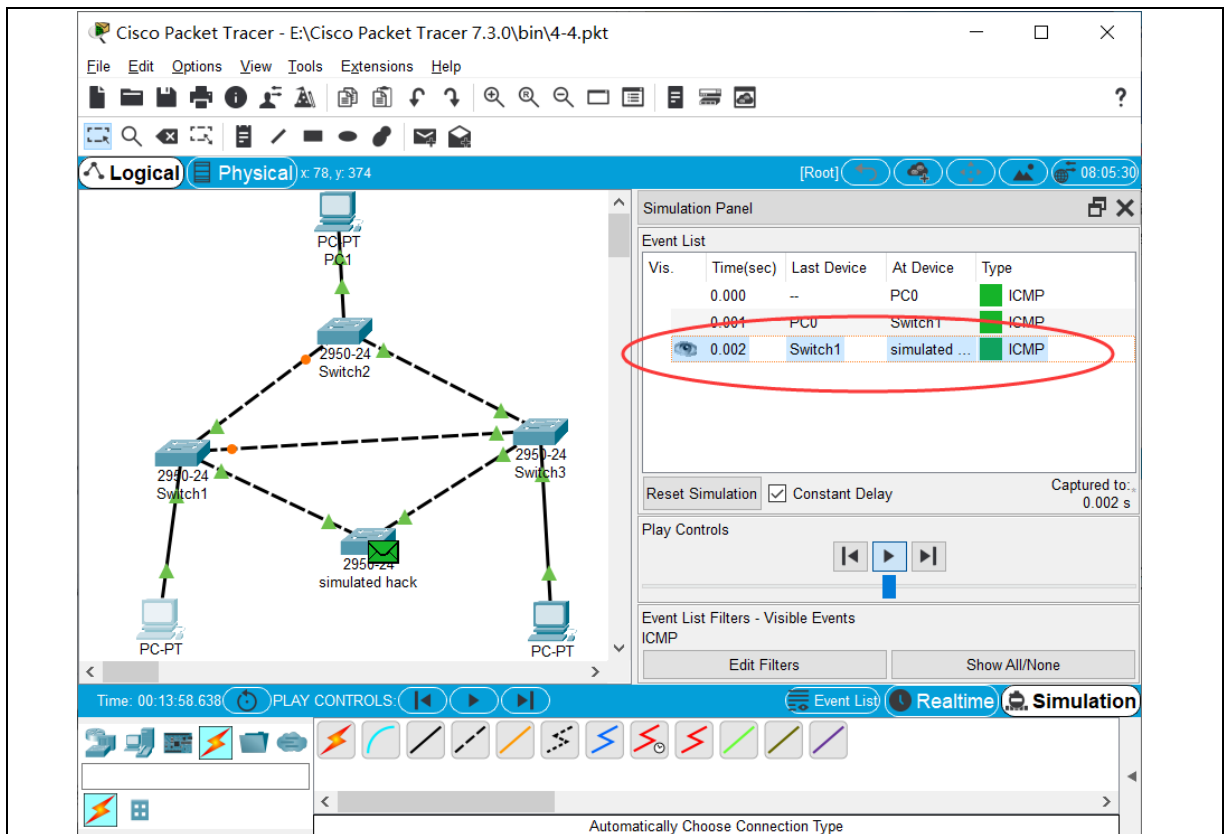 Cisco Packet Tracer - E:\Cisco Packet Tracer 7.3.0\bin\4-4.pkt
File Edit Options View Tools Extensions Help
?
Logical Physical x: 78, y: 374 [Root] 08:05:30
PC-PT
PC1
2950-24
Switch2
2950-24
Switch1
2950-24
Switch3
2950-24
simulated hack
PC-PT
PC-PT
Simulation Panel
Event List
Vis. Time(sec) Last Device At Device Type
0.000 -- PC0 ICMP
0.001 PC0 Switch1 ICMP
0.002 Switch1 simulated ... ICMP
Reset Simulation Constant Delay Captured to:
0.002 s
Play Controls
Event List Filters - Visible Events
ICMP
Edit Filters Show All/None
Time: 00:13:58.638 PLAY CONTROLS: Event List Realtime Simulation
Automatically Choose Connection Type